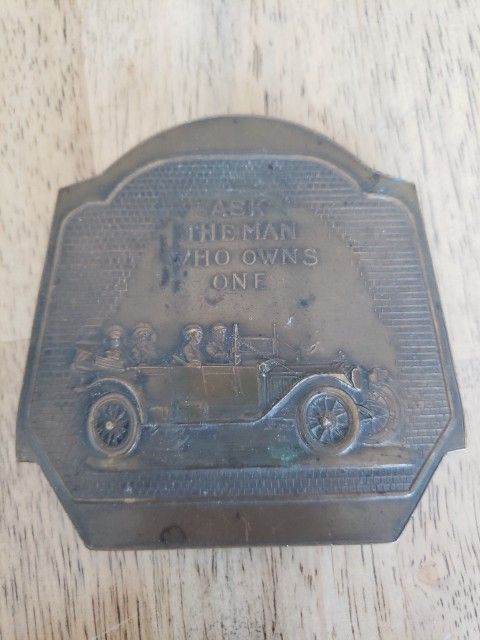 ASK
THE MAN
WHO OWNS
ONE